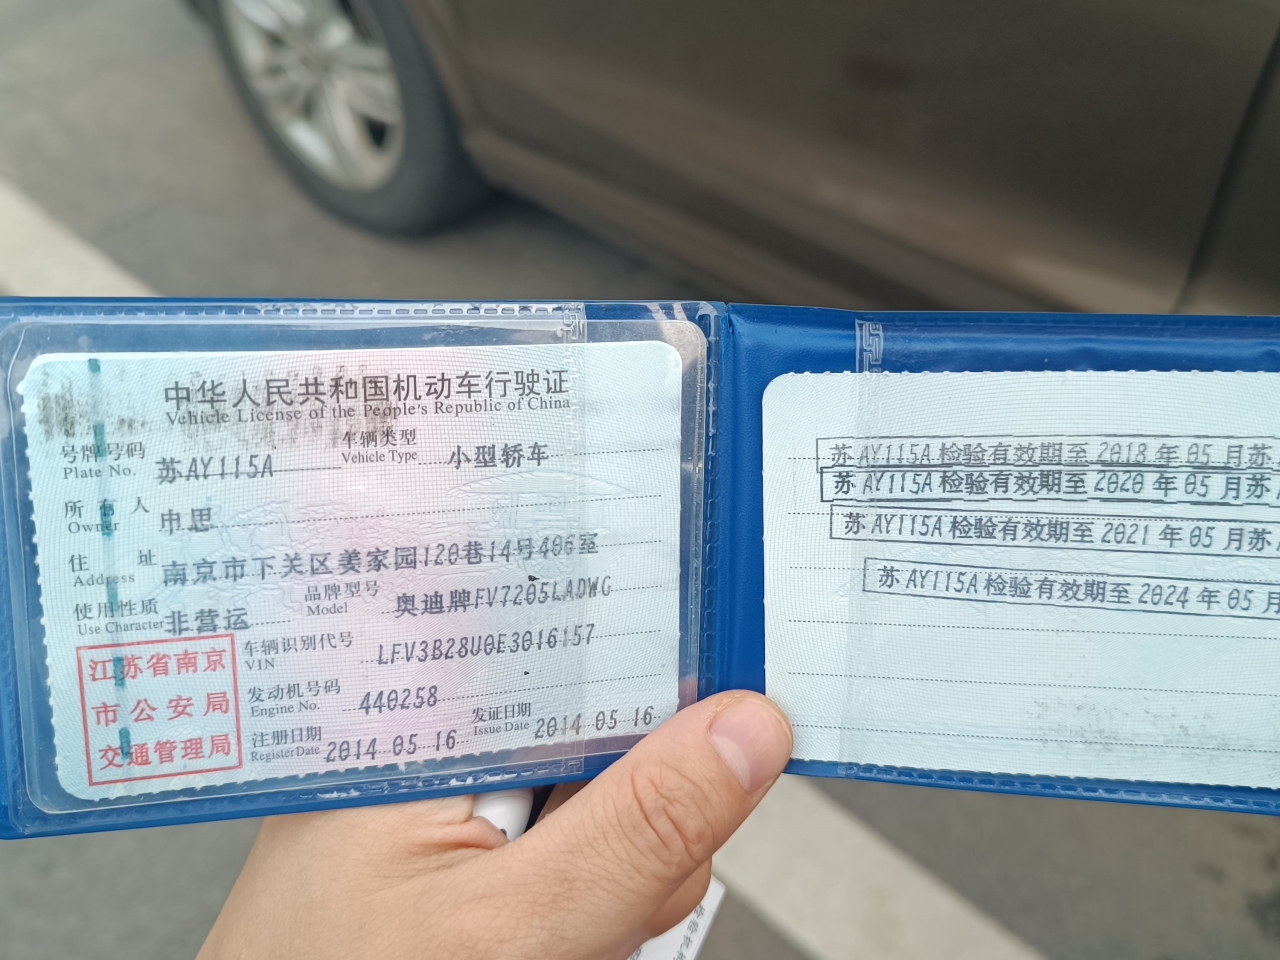 中华人民共和国机动车行驶证
Vehicle License of the People's Republic of China
号牌号码 苏AY115A 车辆类型 小型轿车
Plate No. Vehicle Type
所有人 申思
Owner
住址 南京市下关区姜家园120巷14号406室
Address
使用性质 非营运 品牌型号 奥迪牌FV7205LADWG
Use Character Model
江苏省南京
市公安局
交通管理局
车辆识别代号 LFV3B28U0E3016157
VIN
发动机号码 440258
Engine No.
注册日期 2014 05 16 发证日期 2014 05 16
Register Date Issue Date
苏AY115A检验有效期至2018年05月苏
苏AY115A检验有效期至2020年05月苏
苏AY115A检验有效期至2021年05月苏
苏AY115A检验有效期至2024年05月